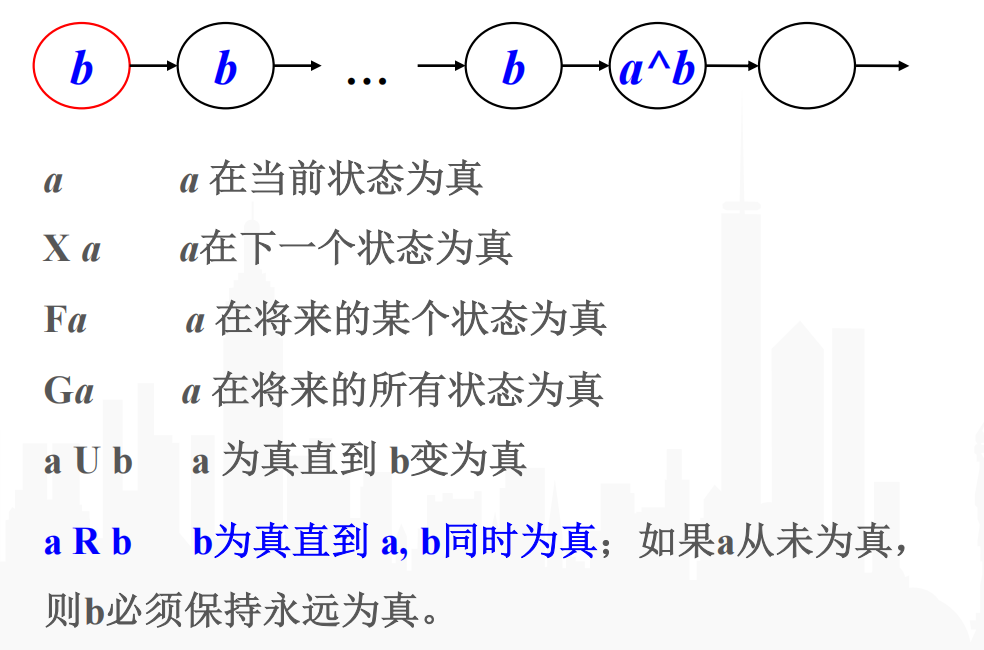 b b … b a^b
a a 在当前状态为真
X a a在下一个状态为真
Fa a 在将来的某个状态为真
Ga a 在将来的所有状态为真
a U b a 为真直到 b变为真
a R b b为真直到 a, b同时为真；如果a从未为真，
则b必须保持永远为真。